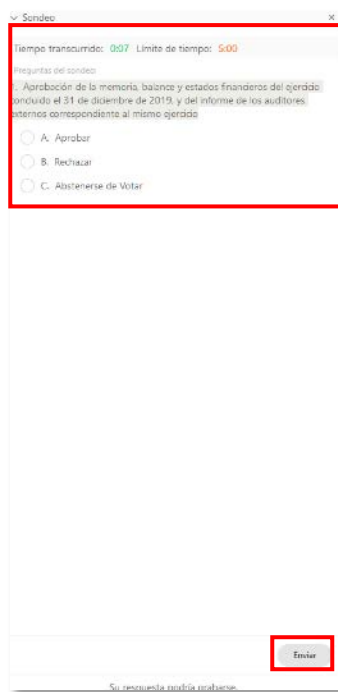 Sondeo
Tiempo transcurrido: 0:07 Límite de tiempo: 5:00
Preguntas del sondeo:
1. Aprobación de la memoria, balance y estados financieros del ejercicio
concluido el 31 de diciembre de 2019, y del informe de los auditores
externos correspondiente al mismo ejercicio
A. Aprobar
B. Rechazar
C. Abstenerse de Votar
Enviar
Su respuesta podría grabarse.